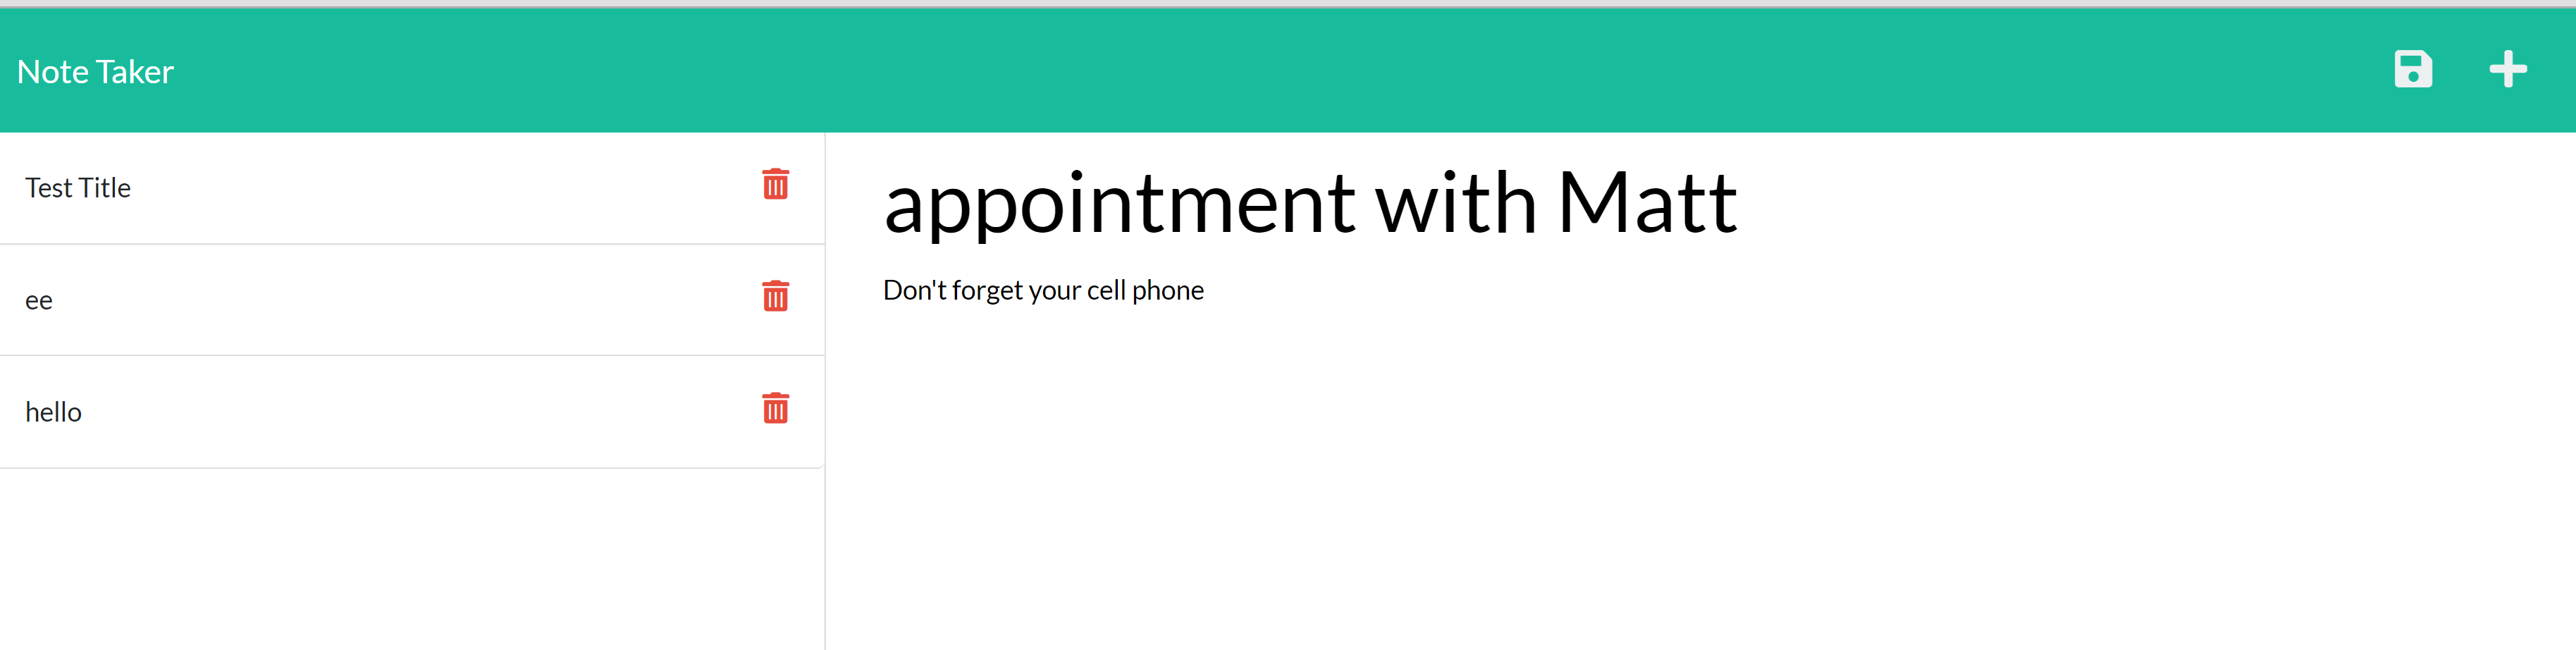 Note Taker
Test Title
ee
hello
appointment with Matt
Don't forget your cell phone